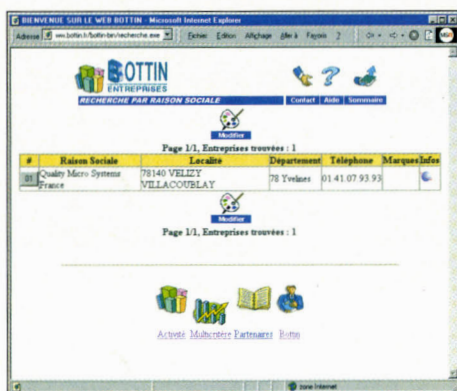 BIENVENUE SUR LE WEB BOTTIN - Microsoft Internet Explorer
Adresse www.bottin.fr/bottin-bin/recherche.exe Fichier Edition Affichage Aller à Favoris ?
BOTTIN
ENTREPRISES
RECHERCHE PAR RAISON SOCIALE Contact Aide Sommaire
Modifier
Page 1/1, Entreprises trouvées : 1
# Raison Sociale Localité Département Téléphone Marques Infos
01 Quality Micro Systems France 78140 VELIZY VILLACOUBLAY 78 Yvelines 01.41.07.93.93
Modifier
Page 1/1, Entreprises trouvées : 1
Activité Multicritère Partenaires Bottin
zone Internet